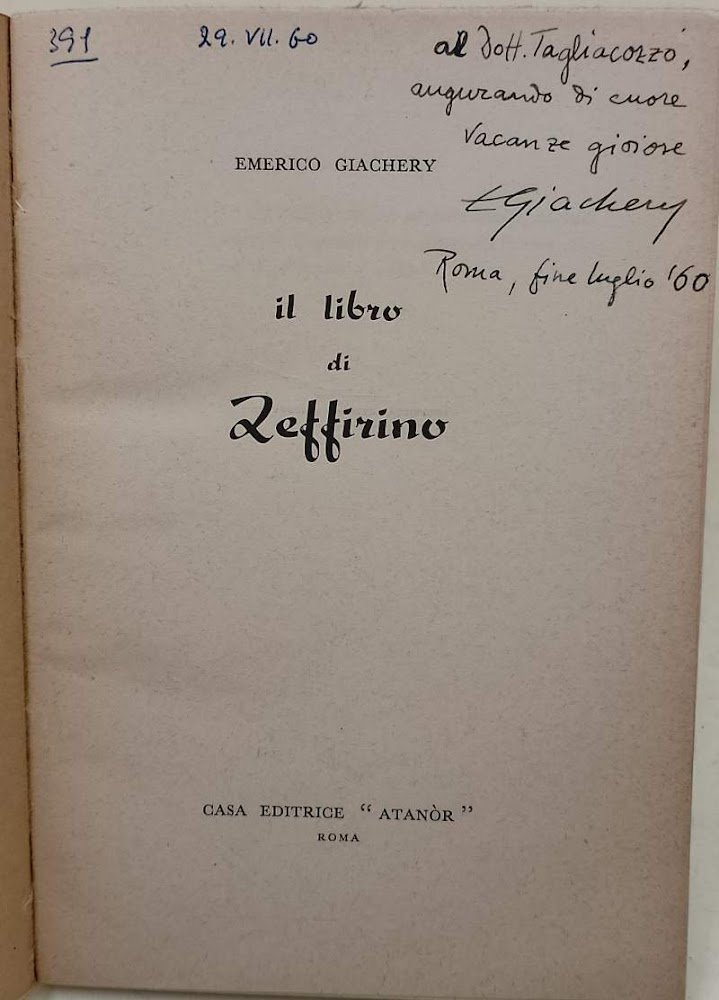 391
29. VII. 60
al Dott. Tagliacozzo,
augurando di cuore
vacanze gioiose
EGiachery
Roma, fine luglio '60
EMERICO GIACHERY
il libro
di
Zeffirino
CASA EDITRICE “ATANÒR”
ROMA